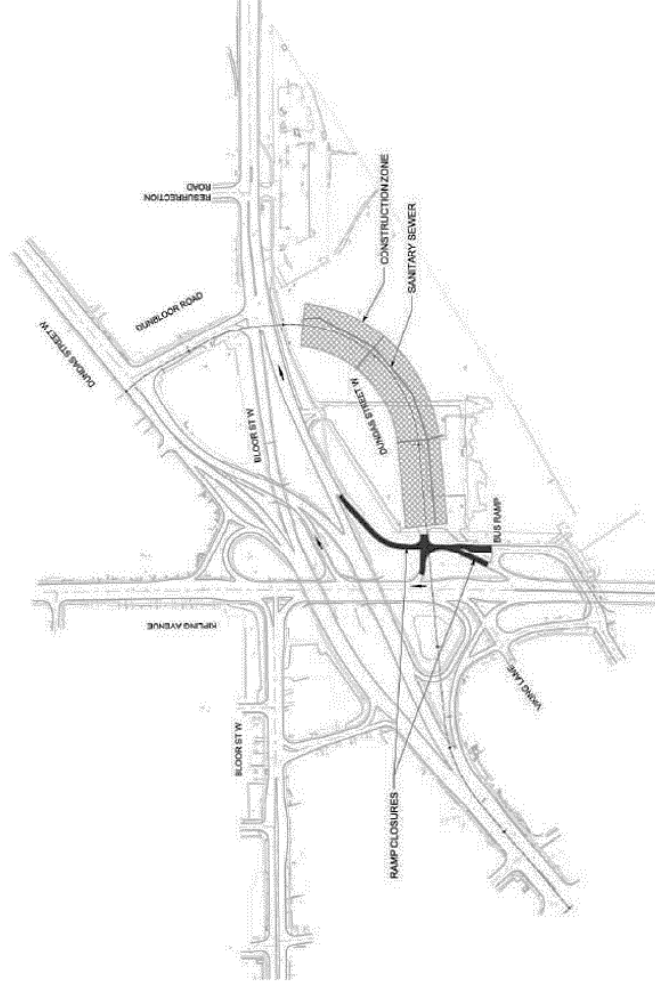 RESURRECTION
ROAD
DUNDAS STREET W
DUNBLOOR ROAD
CONSTRUCTION ZONE
SANITARY SEWER
BLOOR ST W
DUNDAS STREET W
BUS RAMP
KIPLING AVENUE
VIKING LANE
BLOOR ST W
RAMP CLOSURES